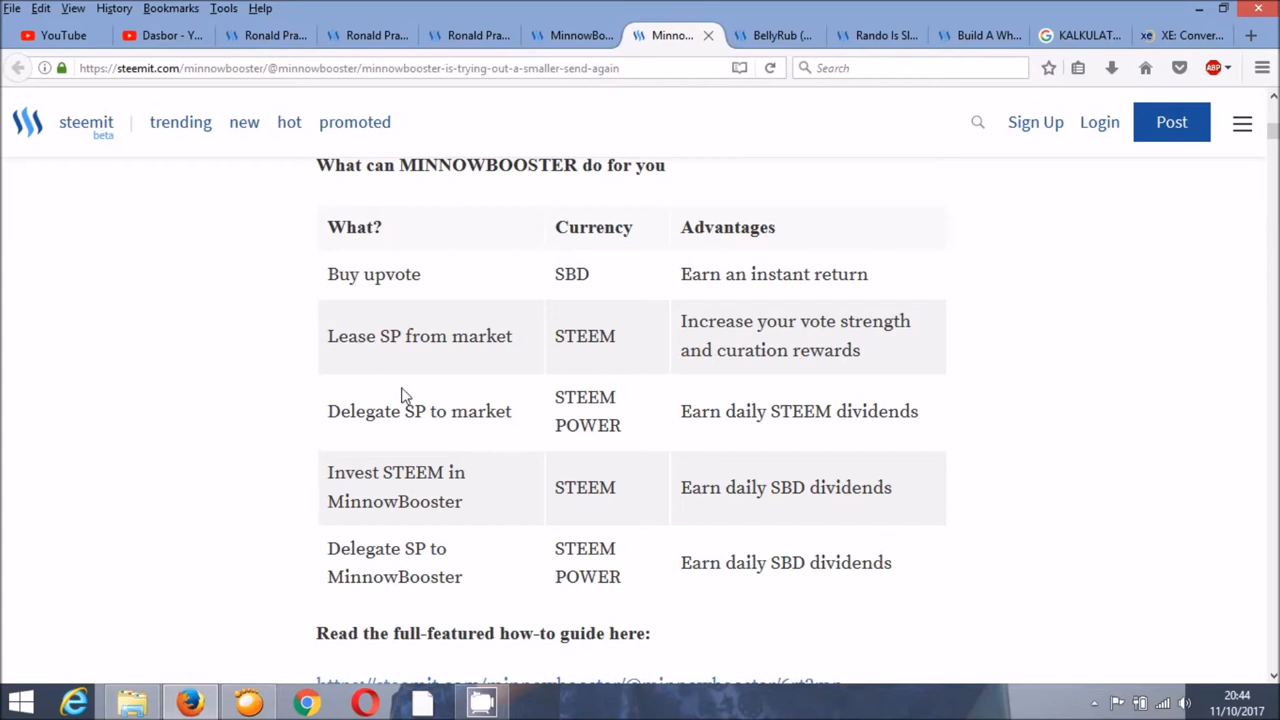 File Edit View History Bookmarks Tools Help
YouTube
Dasbor - Y...
Ronald Pra...
Ronald Pra...
Ronald Pra...
MinnowBo...
Minno...
BellyRub (...
Rando Is Sl...
Build A Wh...
KALKULAT...
XE: Conver...
https://steemit.com/minnowbooster/@minnowbooster/minnowbooster-is-trying-out-a-smaller-send-again
Search
ABP
steemit
beta
trending new hot promoted
Sign Up Login Post
What can MINNOWBOOSTER do for you
What? Currency Advantages
Buy upvote SBD Earn an instant return
Lease SP from market STEEM Increase your vote strength
and curation rewards
Delegate SP to market STEEM
POWER Earn daily STEEM dividends
Invest STEEM in
MinnowBooster STEEM Earn daily SBD dividends
Delegate SP to
MinnowBooster STEEM
POWER Earn daily SBD dividends
Read the full-featured how-to guide here:
20:44
11/10/2017